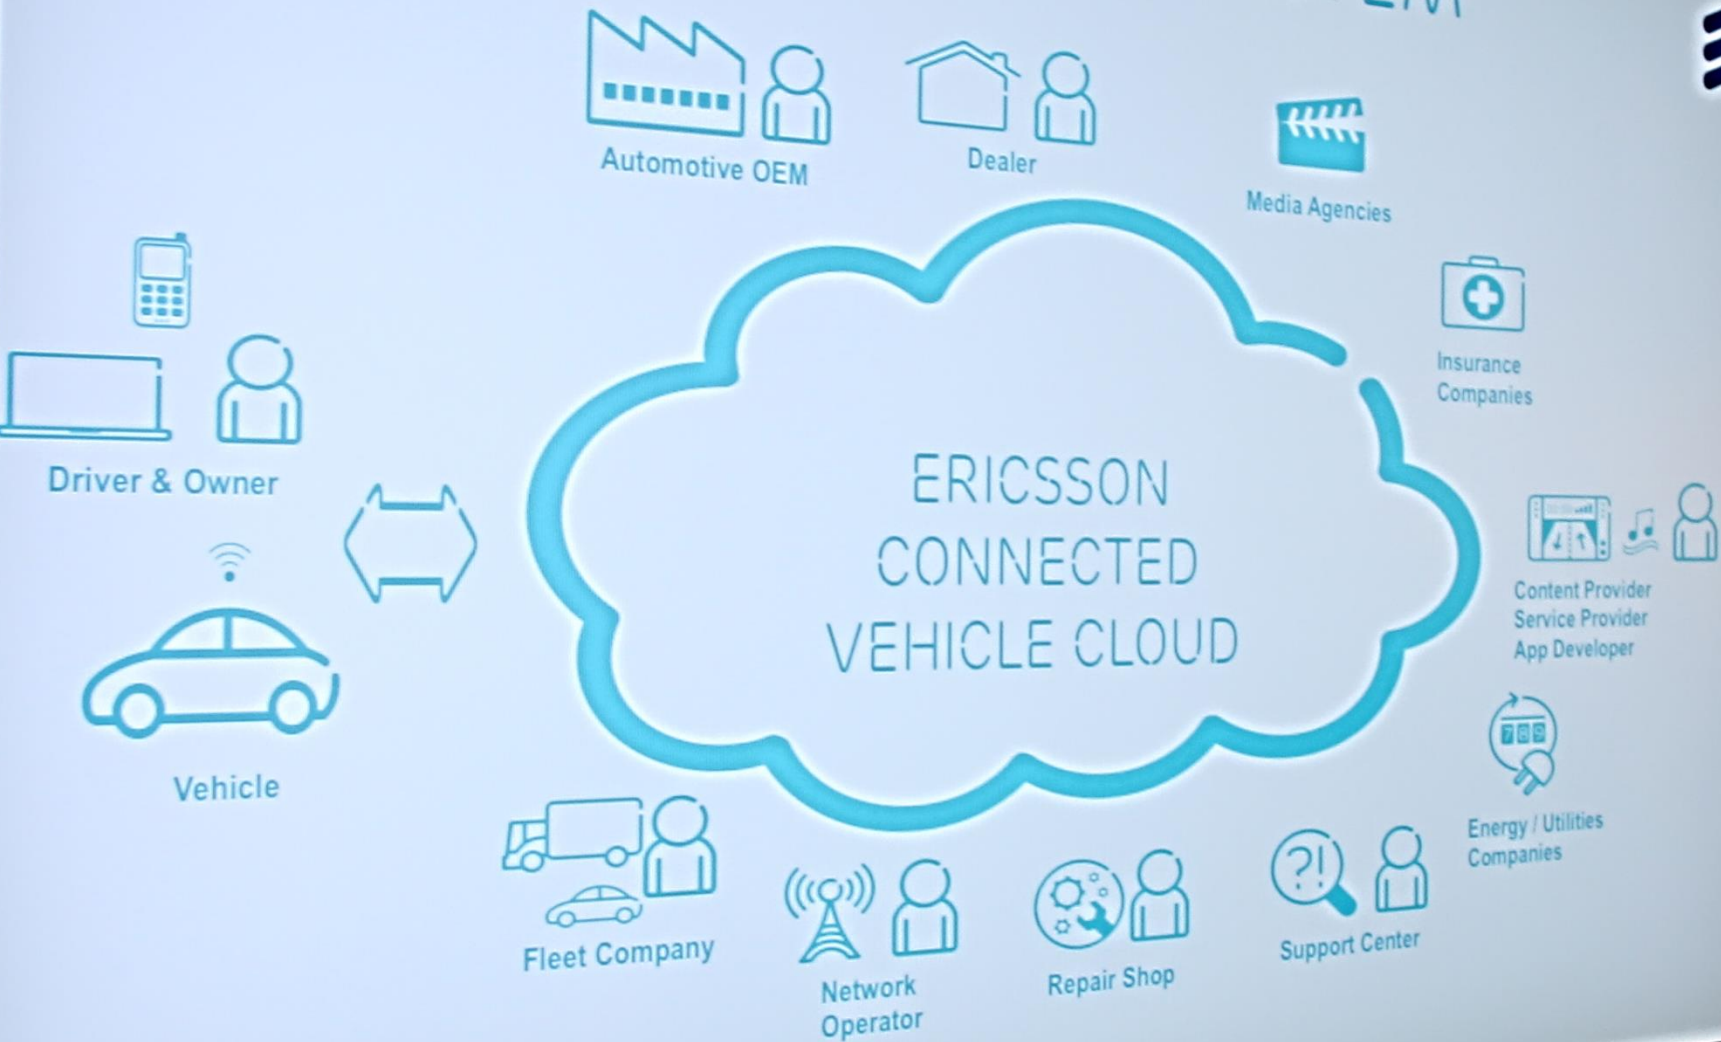 Automotive OEM
Dealer
Media Agencies
Insurance
Companies
Driver & Owner
ERICSSON
CONNECTED
VEHICLE CLOUD
Content Provider
Service Provider
App Developer
789
Vehicle
Energy / Utilities
Companies
?!
Fleet Company
Network
Operator
Repair Shop
Support Center